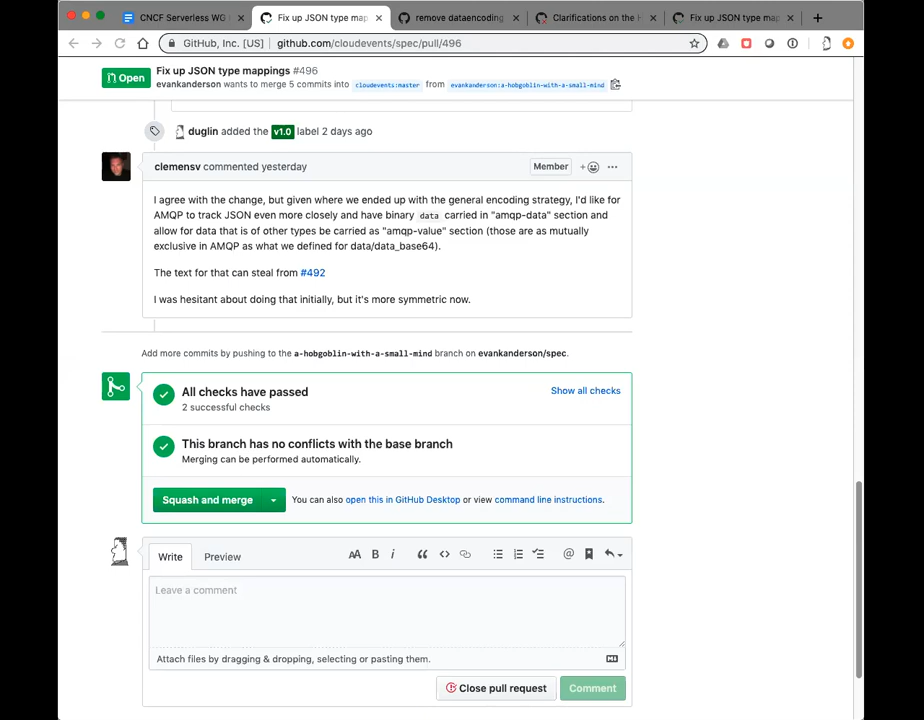 CNCF Serverless WG
Fix up JSON type map
remove dataencoding
Clarifications on the
Fix up JSON type map
GitHub, Inc. [US]
github.com/cloudevents/spec/pull/496
Open
Fix up JSON type mappings #496
evankanderson wants to merge 5 commits into cloudevents:master from evankanderson:a-hobgoblin-with-a-small-mind
duglin added the v1.0 label 2 days ago
clemensv commented yesterday
Member
I agree with the change, but given where we ended up with the general encoding strategy, I'd like for
AMQP to track JSON even more closely and have binary data carried in "amqp-data" section and
allow for data that is of other types be carried as "amqp-value" section (those are as mutually
exclusive in AMQP as what we defined for data/data_base64).
The text for that can steal from #492
I was hesitant about doing that initially, but it's more symmetric now.
Add more commits by pushing to the a-hobgoblin-with-a-small-mind branch on evankanderson/spec.
All checks have passed
Show all checks
2 successful checks
This branch has no conflicts with the base branch
Merging can be performed automatically.
Squash and merge
You can also open this in GitHub Desktop or view command line instructions.
Write
Preview
AA B i
Leave a comment
Attach files by dragging & dropping, selecting or pasting them.
Close pull request
Comment